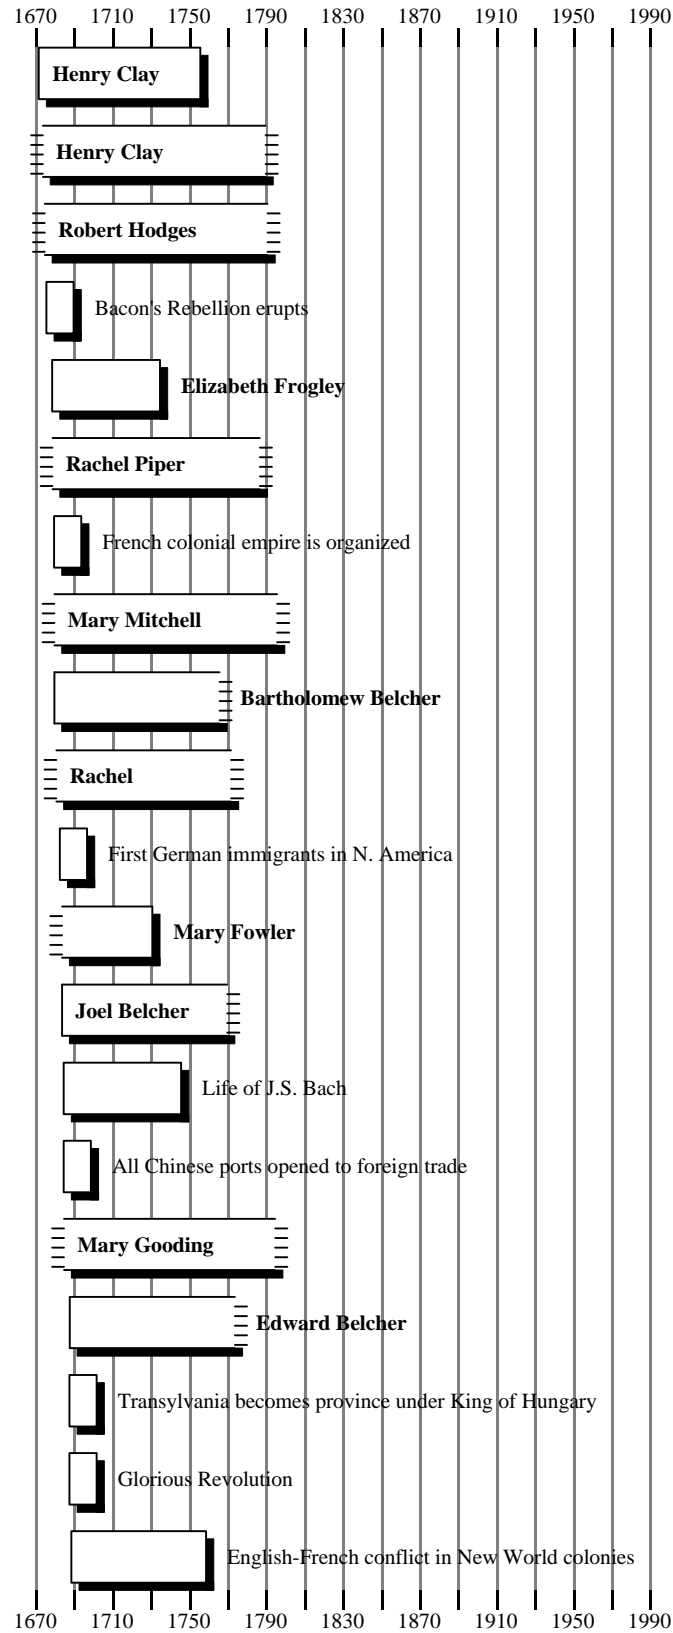 1670 1710 1750 1790 1830 1870 1910 1950 1990
Henry Clay
Henry Clay
Robert Hodges
Bacon's Rebellion erupts
Elizabeth Frogley
Rachel Piper
French colonial empire is organized
Mary Mitchell
Bartholomew Belcher
Rachel
First German immigrants in N. America
Mary Fowler
Joel Belcher
Life of J.S. Bach
All Chinese ports opened to foreign trade
Mary Gooding
Edward Belcher
Transylvania becomes province under King of Hungary
Glorious Revolution
English-French conflict in New World colonies
1670 1710 1750 1790 1830 1870 1910 1950 1990